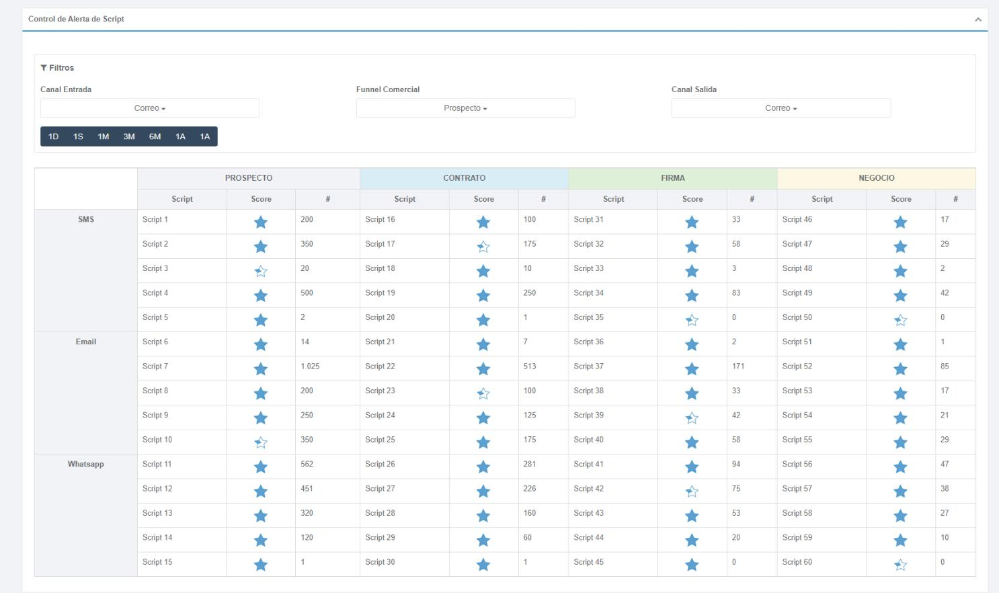 Control de Alerta de Script
Filtros
Canal Entrada Funnel Comercial Canal Salida
Correo Prospecto Correo
1D 1S 1M 3M 6M 1A 1A
PROSPECTO CONTRATO FIRMA NEGOCIO
Script Score # Script Score # Script Score # Script Score #
SMS Script 1 200 Script 16 100 Script 31 33 Script 46 17
Script 2 350 Script 17 175 Script 32 58 Script 47 29
Script 3 20 Script 18 10 Script 33 3 Script 48 2
Script 4 500 Script 19 250 Script 34 83 Script 49 42
Script 5 2 Script 20 1 Script 35 0 Script 50 0
Email Script 6 14 Script 21 7 Script 36 2 Script 51 1
Script 7 1.025 Script 22 513 Script 37 171 Script 52 85
Script 8 200 Script 23 100 Script 38 33 Script 53 17
Script 9 250 Script 24 125 Script 39 42 Script 54 21
Script 10 350 Script 25 175 Script 40 58 Script 55 29
Whatsapp Script 11 562 Script 26 281 Script 41 94 Script 56 47
Script 12 451 Script 27 226 Script 42 75 Script 57 38
Script 13 320 Script 28 160 Script 43 53 Script 58 27
Script 14 120 Script 29 60 Script 44 20 Script 59 10
Script 15 1 Script 30 1 Script 45 0 Script 60 0